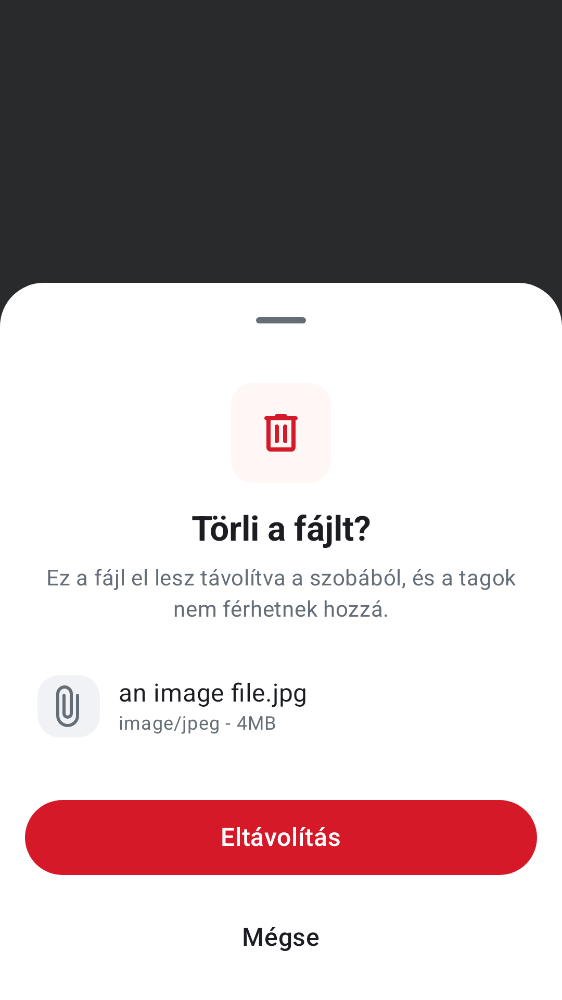 Törli a fájlt?
Ez a fájl el lesz távolítva a szobából, és a tagok
nem férhetnek hozzá.
an image file.jpg
image/jpeg - 4MB
Eltávolítás
Mégse